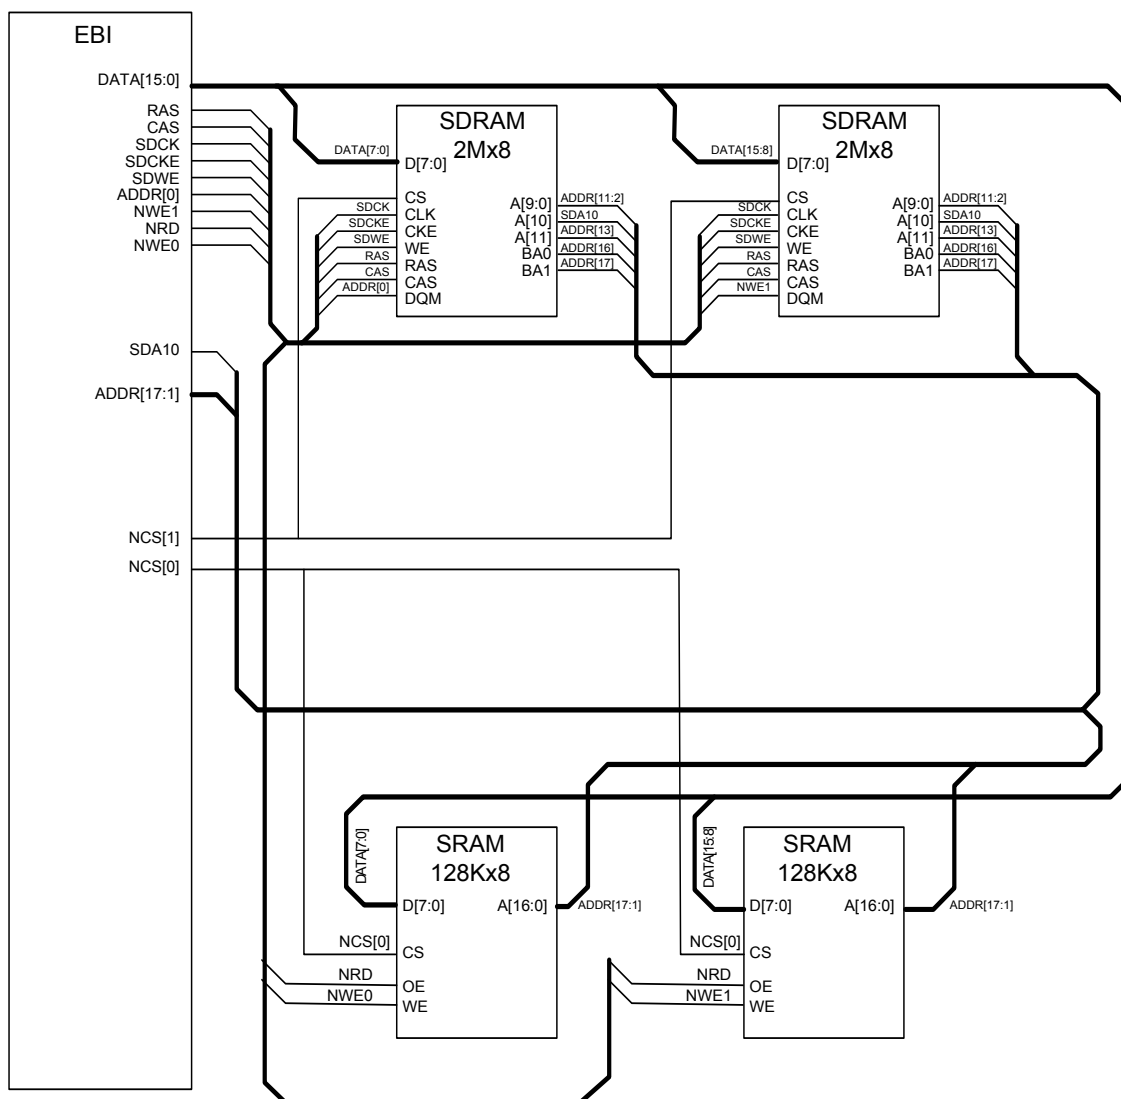 EBI
DATA[15:0]
RAS
CAS
SDCK
SDCKE
SDWE
ADDR[0]
NWE1
NRD
NWE0
SDA10
ADDR[17:1]
NCS[1]
NCS[0]
SDRAM
2Mx8
DATA[7:0]
D[7:0]
CS
SDCK
CLK
SDCKE
CKE
SDWE
WE
RAS
RAS
CAS
CAS
ADDR[0]
DQM
A[9:0]
ADDR[11:2]
A[10]
SDA10
A[11]
ADDR[13]
BA0
ADDR[16]
BA1
ADDR[17]
SDRAM
2Mx8
DATA[15:8]
D[7:0]
CS
SDCK
CLK
SDCKE
CKE
SDWE
WE
RAS
RAS
CAS
CAS
NWE1
DQM
A[9:0]
ADDR[11:2]
A[10]
SDA10
A[11]
ADDR[13]
BA0
ADDR[16]
BA1
ADDR[17]
SRAM
128Kx8
DATA[7:0]
D[7:0]
A[16:0]
ADDR[17:1]
NCS[0]
CS
NRD
OE
NWE0
WE
SRAM
128Kx8
DATA[15:8]
D[7:0]
A[16:0]
ADDR[17:1]
NCS[0]
CS
NRD
OE
NWE1
WE